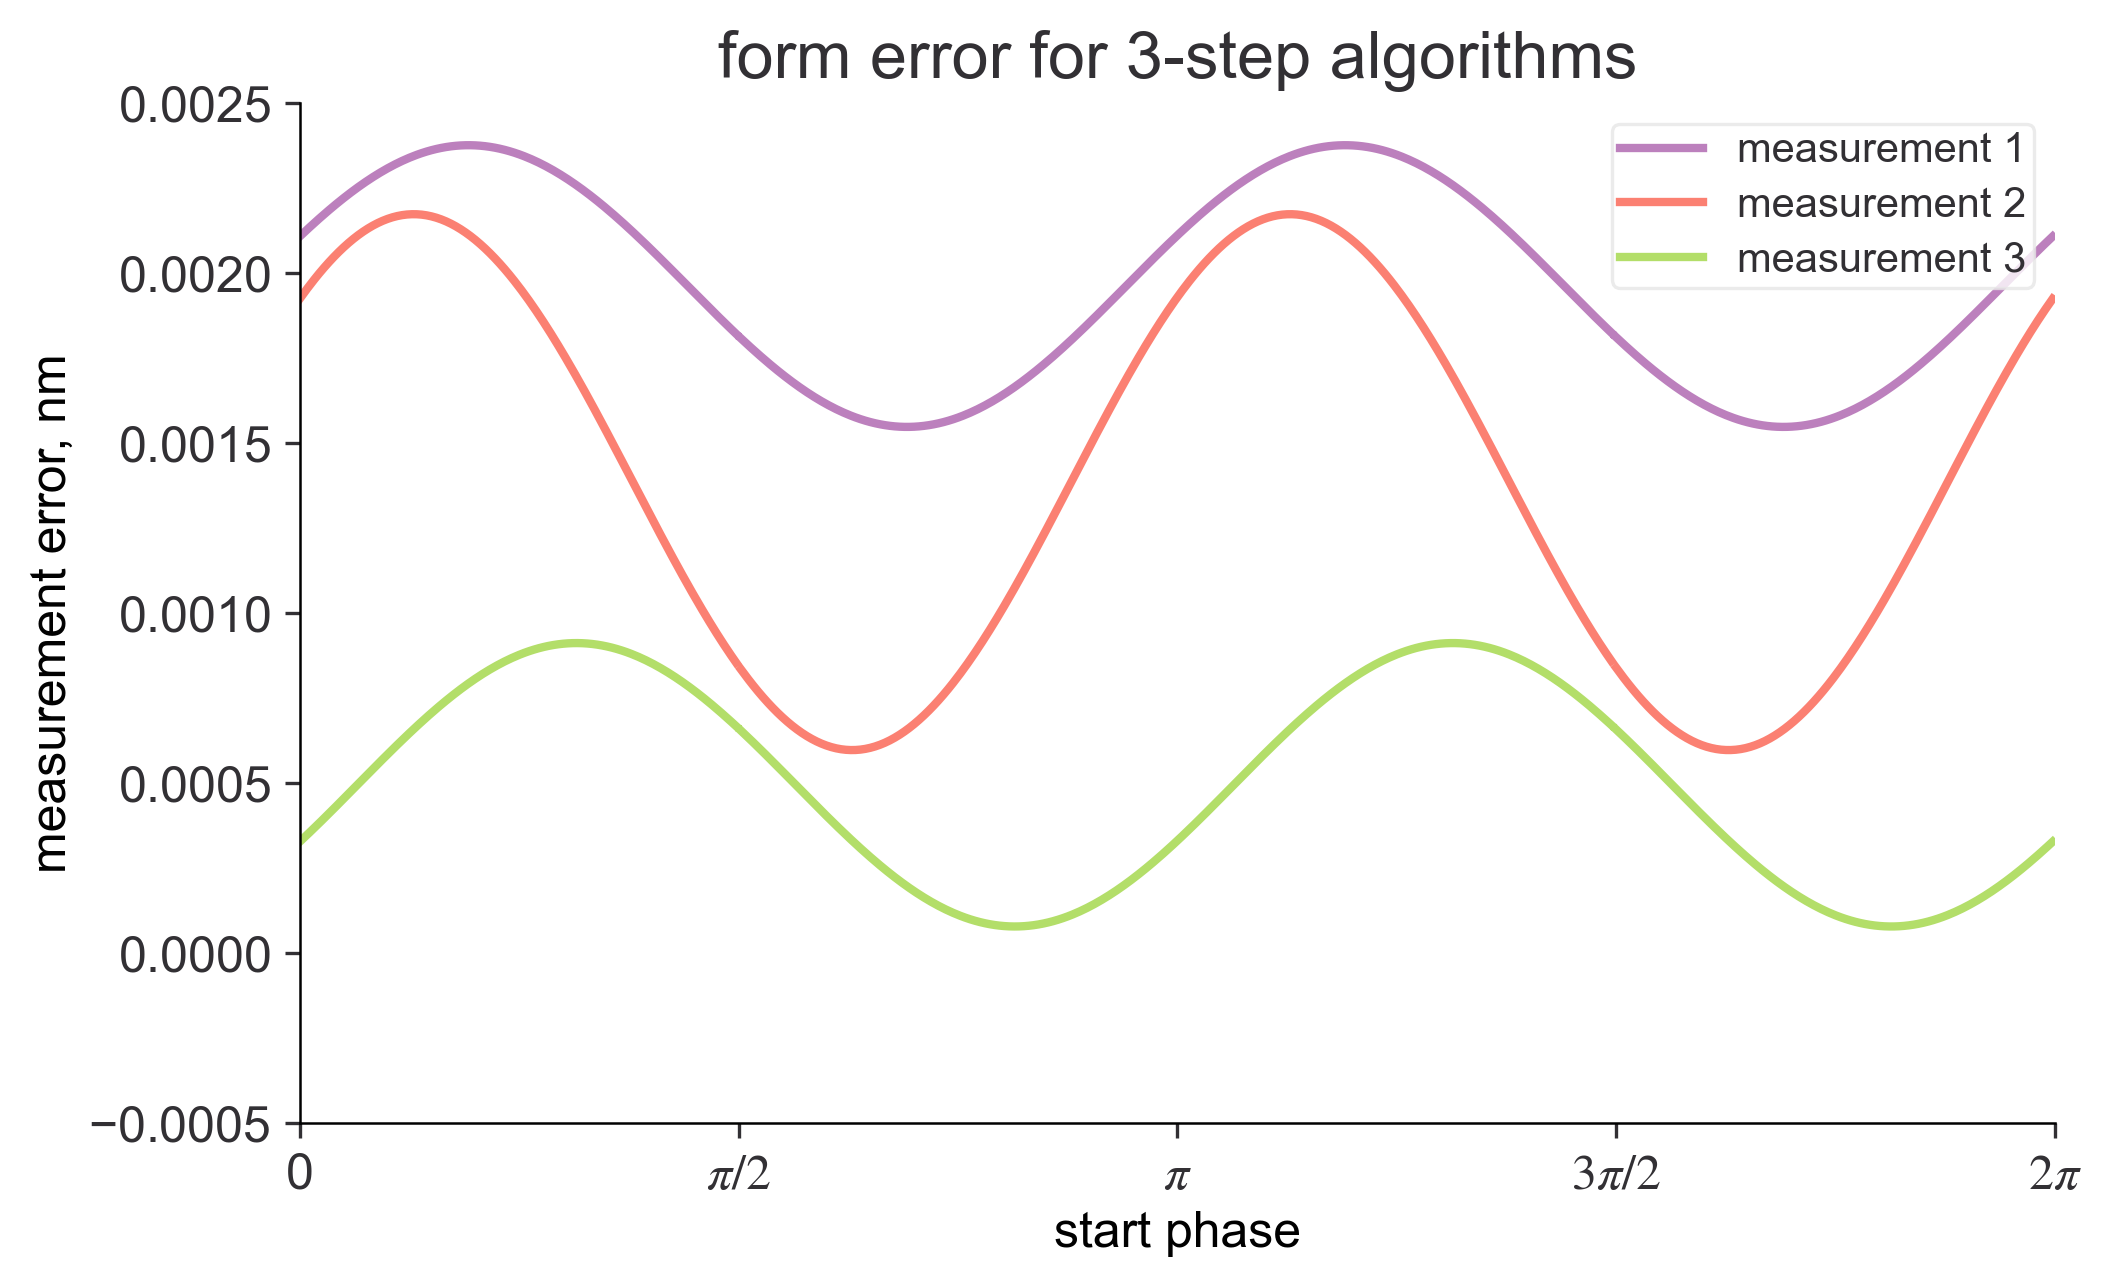 form error for 3-step algorithms
0.0025
0.0020
0.0015
0.0010
0.0005
0.0000
−0.0005
measurement error, nm
measurement 1
measurement 2
measurement 3
0 π/2 π 3π/2 2π
start phase